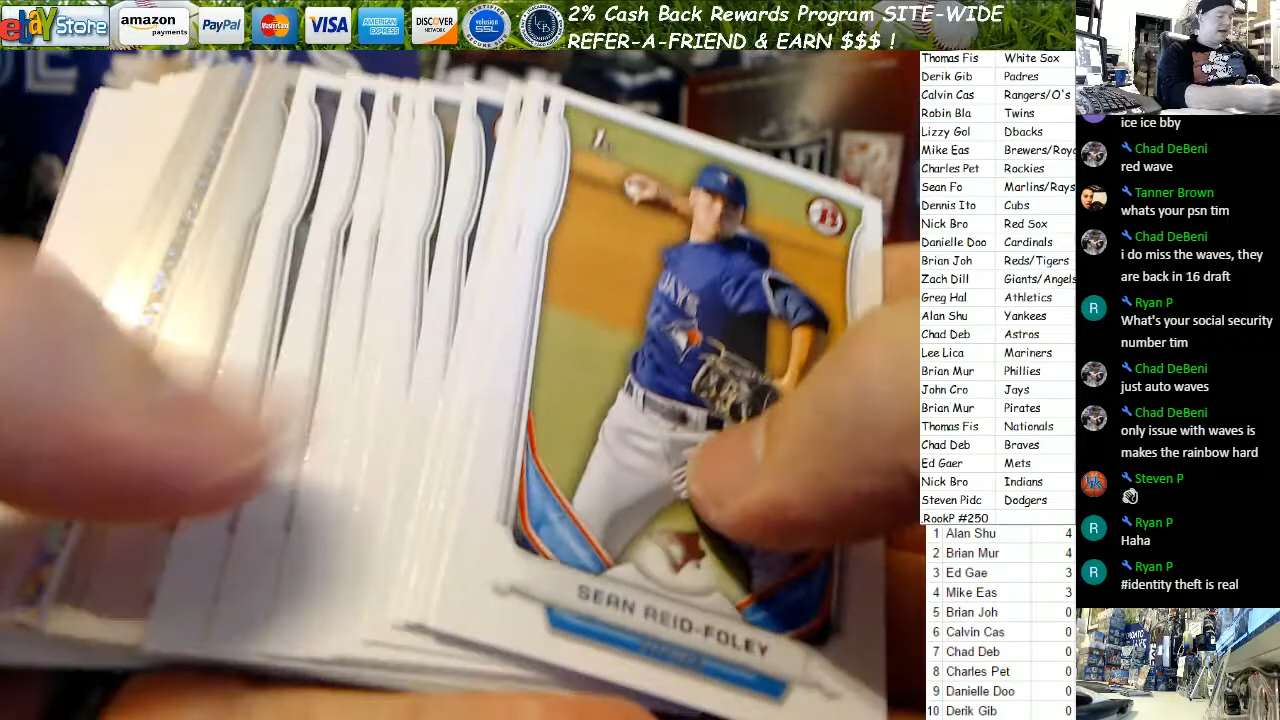 ebay Store
amazon
payments
PayPal
MasterCard
VISA
AMERICAN
EXPRESS
DISCOVER
NETWORK
volusion
SSL
2% Cash Back Rewards Program SITE-WIDE
REFER-A-FRIEND & EARN $$$ !
Thomas Fis White Sox
Derik Gib Padres
Calvin Cas Rangers/O's
Robin Bla Twins
Lizzy Gol Dbacks
Mike Eas Brewers/Royc
Charles Pet Rockies
Sean Fo Marlins/Rays
Dennis Ito Cubs
Nick Bro Red Sox
Danielle Doo Cardinals
Brian Joh Reds/Tigers
Zach Dill Giants/Angels
Greg Hal Athletics
Alan Shu Yankees
Chad Deb Astros
Lee Lica Mariners
Brian Mur Phillies
John Cro Jays
Brian Mur Pirates
Thomas Fis Nationals
Chad Deb Braves
Ed Gaer Mets
Nick Bro Indians
Steven Pidc Dodgers
RookP #250
1 Alan Shu 4
2 Brian Mur 4
3 Ed Gae 3
4 Mike Eas 3
5 Brian Joh 0
6 Calvin Cas 0
7 Chad Deb 0
8 Charles Pet 0
9 Danielle Doo 0
10 Derik Gib 0
ice ice bby
Chad DeBeni
red wave
Tanner Brown
whats your psn tim
Chad DeBeni
i do miss the waves, they
are back in 16 draft
R Ryan P
What's your social security
number tim
Chad DeBeni
just auto waves
Chad DeBeni
only issue with waves is
makes the rainbow hard
Steven P
R Ryan P
Haha
R Ryan P
#identity theft is real
JAYS
B
SEAN REID-FOLEY